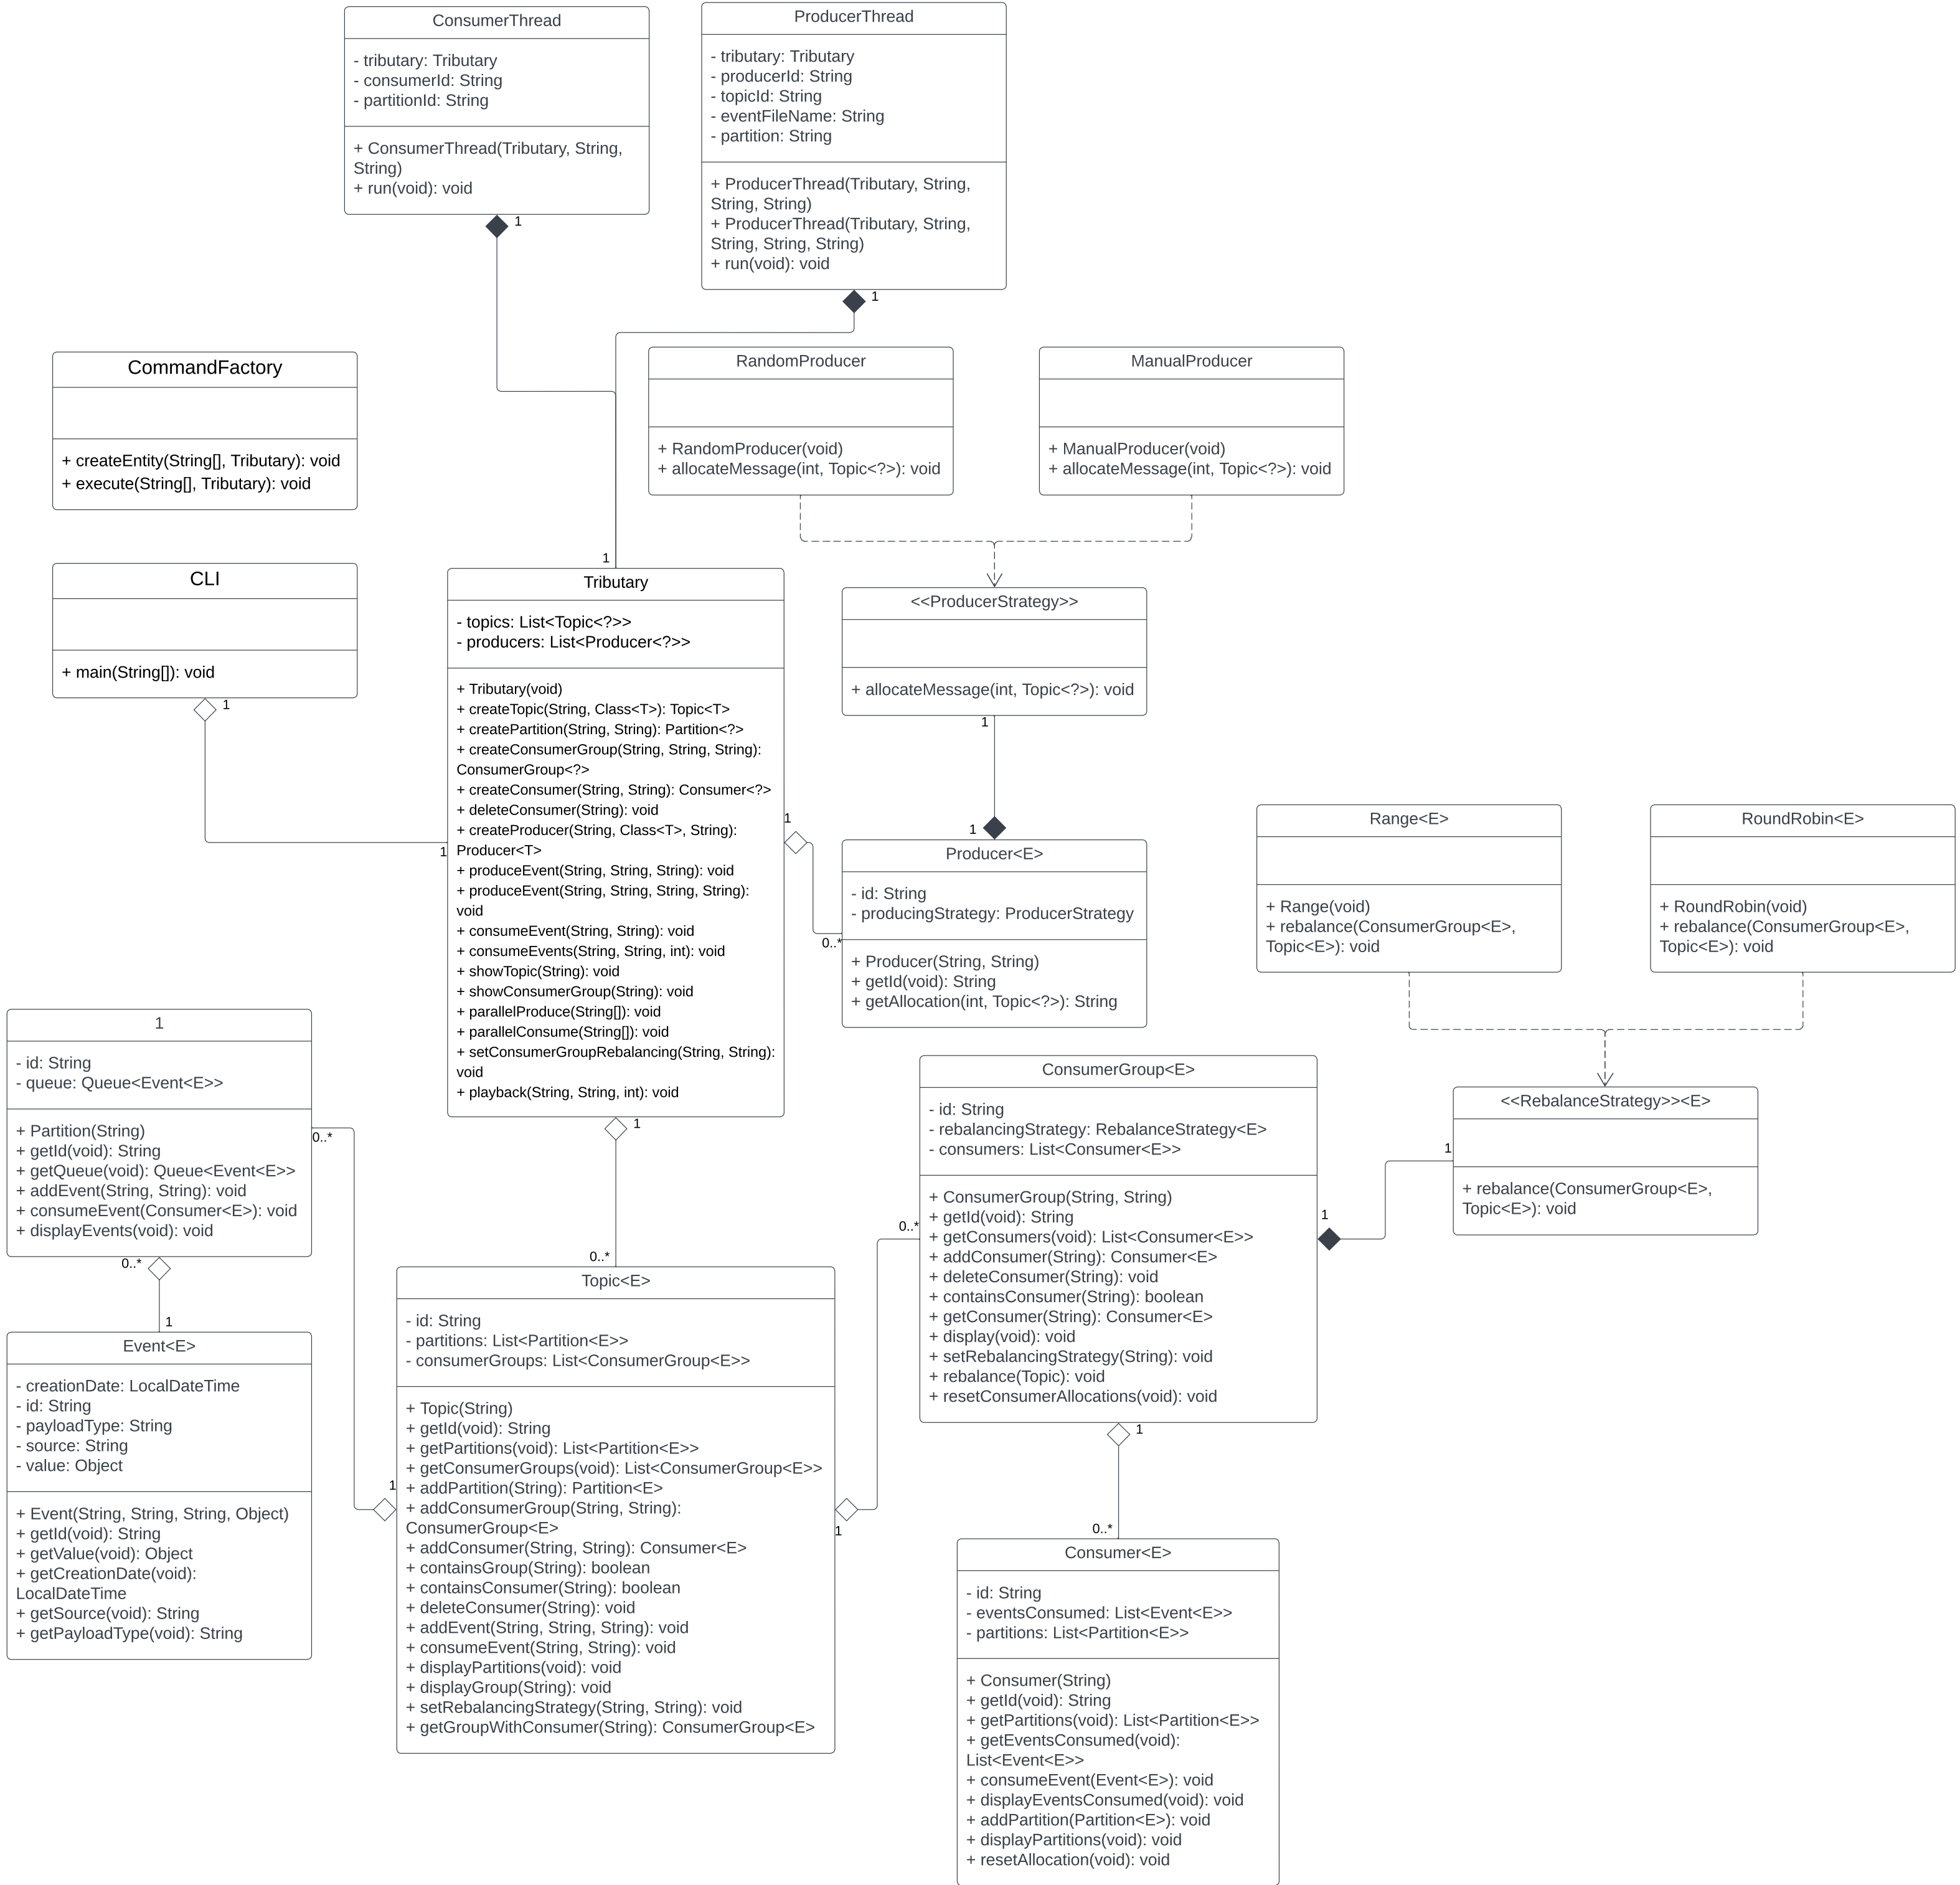 ConsumerThread
- tributary: Tributary
- consumerId: String
- partitionId: String
+ ConsumerThread(Tributary, String,
String)
+ run(void): void
1
ProducerThread
- tributary: Tributary
- producerId: String
- topicId: String
- eventFileName: String
- partition: String
+ ProducerThread(Tributary, String,
String, String)
+ ProducerThread(Tributary, String,
String, String, String)
+ run(void): void
1
CommandFactory
+ createEntity(String[], Tributary): void
+ execute(String[], Tributary): void
RandomProducer
+ RandomProducer(void)
+ allocateMessage(int, Topic<?>): void
ManualProducer
+ ManualProducer(void)
+ allocateMessage(int, Topic<?>): void
CLI
+ main(String[]): void
1
1
1
Tributary
- topics: List<Topic<?>>
- producers: List<Producer<?>>
+ Tributary(void)
+ createTopic(String, Class<T>): Topic<T>
+ createPartition(String, String): Partition<?>
+ createConsumerGroup(String, String, String):
ConsumerGroup<?>
+ createConsumer(String, String): Consumer<?>
+ deleteConsumer(String): void
+ createProducer(String, Class<T>, String):
Producer<T>
+ produceEvent(String, String, String): void
+ produceEvent(String, String, String, String):
void
+ consumeEvent(String, String): void
+ consumeEvents(String, String, int): void
+ showTopic(String): void
+ showConsumerGroup(String): void
+ parallelProduce(String[]): void
+ parallelConsume(String[]): void
+ setConsumerGroupRebalancing(String, String):
void
+ playback(String, String, int): void
1
1
<<ProducerStrategy>>
+ allocateMessage(int, Topic<?>): void
1
1
0..*
Producer<E>
- id: String
- producingStrategy: ProducerStrategy
+ Producer(String, String)
+ getId(void): String
+ getAllocation(int, Topic<?>): String
Range<E>
+ Range(void)
+ rebalance(ConsumerGroup<E>,
Topic<E>): void
RoundRobin<E>
+ RoundRobin(void)
+ rebalance(ConsumerGroup<E>,
Topic<E>): void
1
- id: String
- queue: Queue<Event<E>>
+ Partition(String)
+ getId(void): String
+ getQueue(void): Queue<Event<E>>
+ addEvent(String, String): void
+ consumeEvent(Consumer<E>): void
+ displayEvents(void): void
0..*
0..*
1
ConsumerGroup<E>
- id: String
- rebalancingStrategy: RebalanceStrategy<E>
- consumers: List<Consumer<E>>
+ ConsumerGroup(String, String)
+ getId(void): String
+ getConsumers(void): List<Consumer<E>>
+ addConsumer(String): Consumer<E>
+ deleteConsumer(String): void
+ containsConsumer(String): boolean
+ getConsumer(String): Consumer<E>
+ display(void): void
+ setRebalancingStrategy(String): void
+ rebalance(Topic): void
+ resetConsumerAllocations(void): void
0..*
1
1
1
<<RebalanceStrategy>><E>
+ rebalance(ConsumerGroup<E>,
Topic<E>): void
Event<E>
- creationDate: LocalDateTime
- id: String
- payloadType: String
- source: String
- value: Object
+ Event(String, String, String, Object)
+ getId(void): String
+ getValue(void): Object
+ getCreationDate(void):
LocalDateTime
+ getSource(void): String
+ getPayloadType(void): String
0..*
Topic<E>
- id: String
- partitions: List<Partition<E>>
- consumerGroups: List<ConsumerGroup<E>>
+ Topic(String)
+ getId(void): String
+ getPartitions(void): List<Partition<E>>
+ getConsumerGroups(void): List<ConsumerGroup<E>>
+ addPartition(String): Partition<E>
+ addConsumerGroup(String, String):
ConsumerGroup<E>
+ addConsumer(String, String): Consumer<E>
+ containsGroup(String): boolean
+ containsConsumer(String): boolean
+ deleteConsumer(String): void
+ addEvent(String, String, String): void
+ consumeEvent(String, String): void
+ displayPartitions(void): void
+ displayGroup(String): void
+ setRebalancingStrategy(String, String): void
+ getGroupWithConsumer(String): ConsumerGroup<E>
1
1
0..*
Consumer<E>
- id: String
- eventsConsumed: List<Event<E>>
- partitions: List<Partition<E>>
+ Consumer(String)
+ getId(void): String
+ getPartitions(void): List<Partition<E>>
+ getEventsConsumed(void):
List<Event<E>>
+ consumeEvent(Event<E>): void
+ displayEventsConsumed(void): void
+ addPartition(Partition<E>): void
+ displayPartitions(void): void
+ resetAllocation(void): void